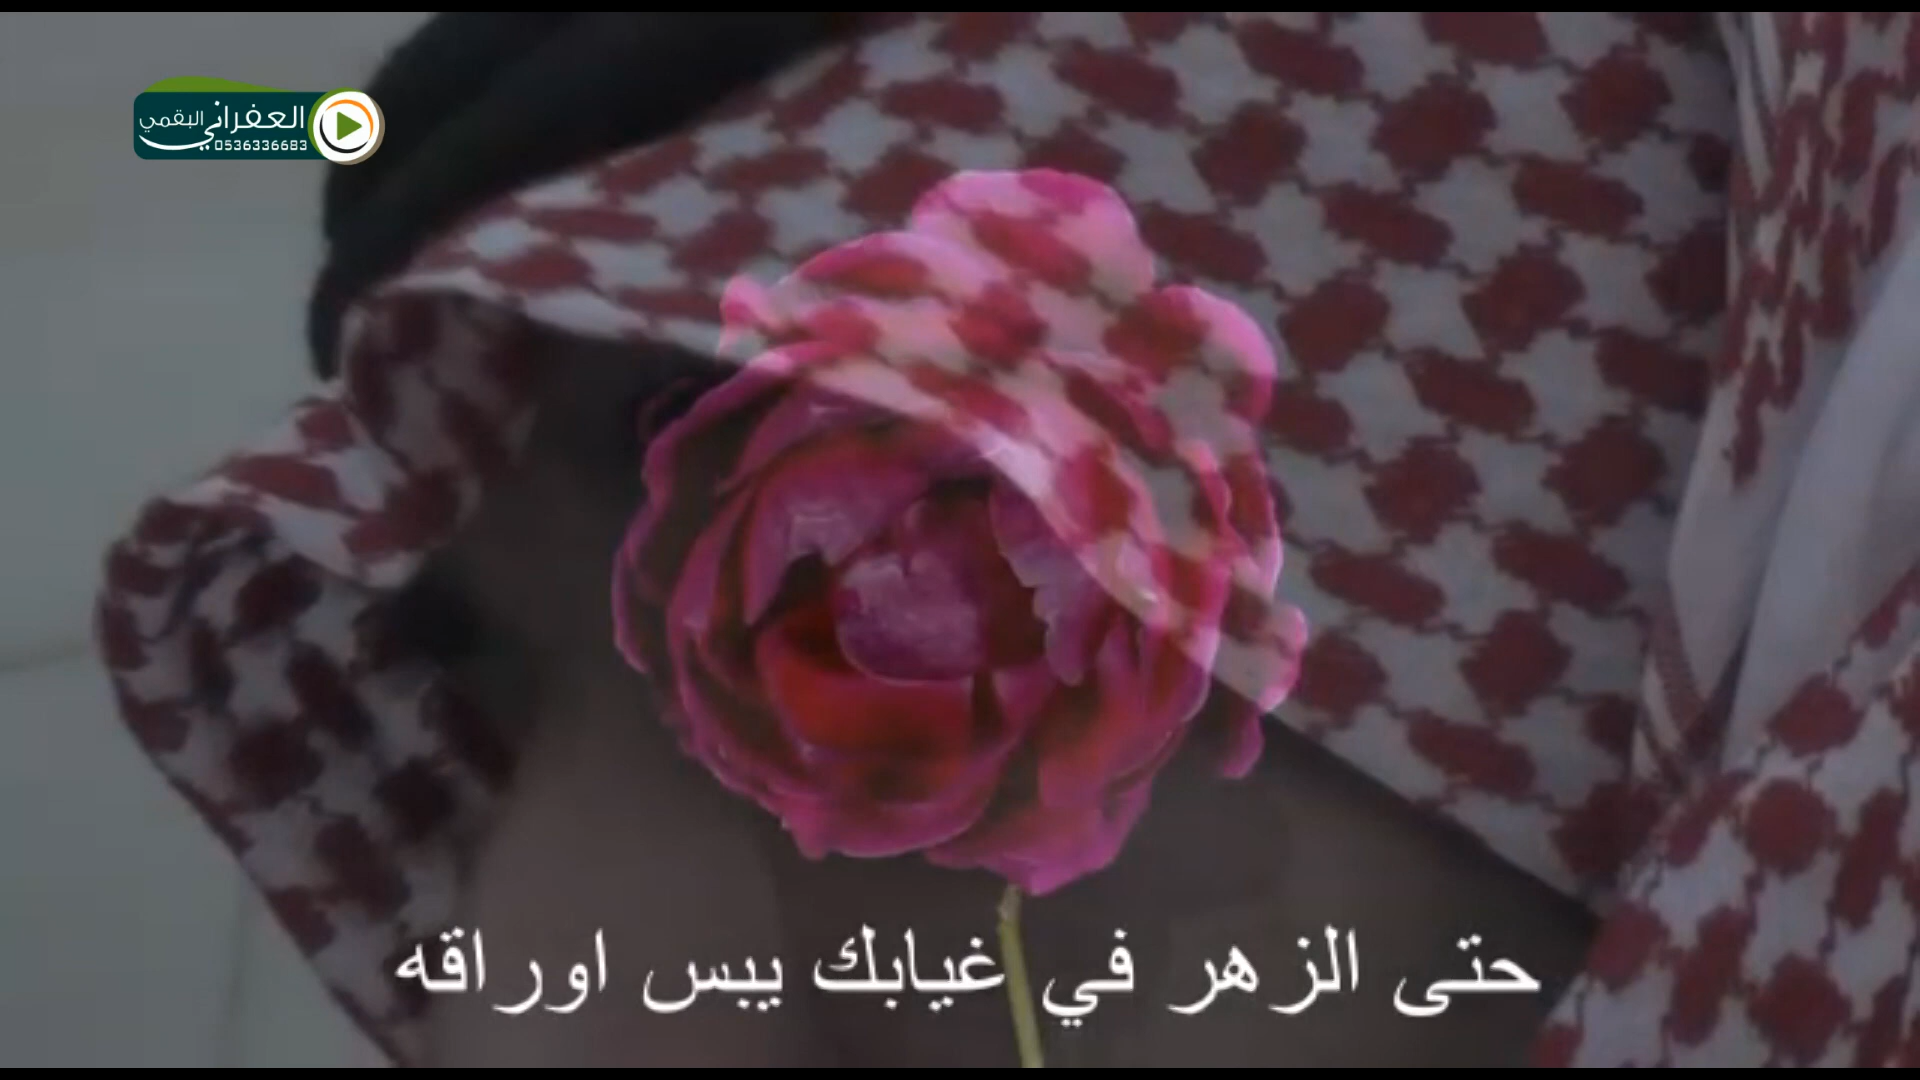 العفراني البقمي
0536336683
حتى الزهر في غيابك يبس اوراقه